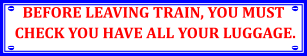 BEFORE LEAVING TRAIN, YOU MUST
CHECK YOU HAVE ALL YOUR LUGGAGE.